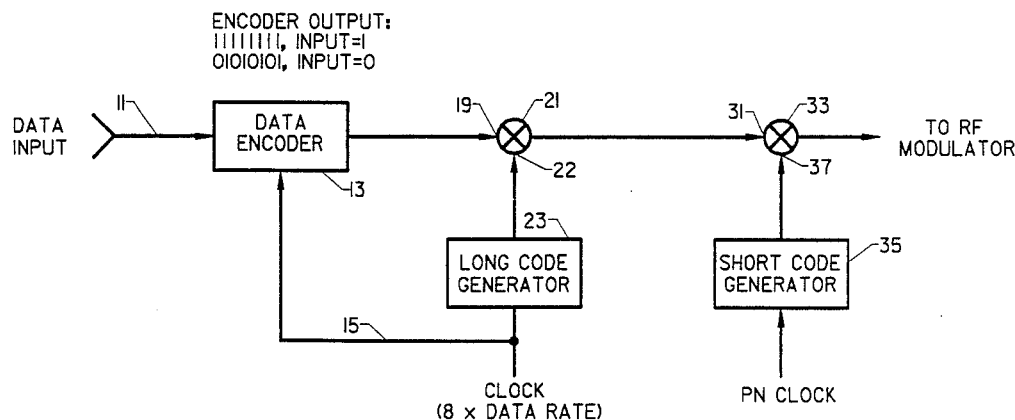 ENCODER OUTPUT:
11111111, INPUT=1
01010101, INPUT=0
11
DATA
INPUT
DATA
ENCODER
13
19
21
22
31
33
37
TO RF
MODULATOR
23
LONG CODE
GENERATOR
35
SHORT CODE
GENERATOR
15
CLOCK
(8 x DATA RATE)
PN CLOCK